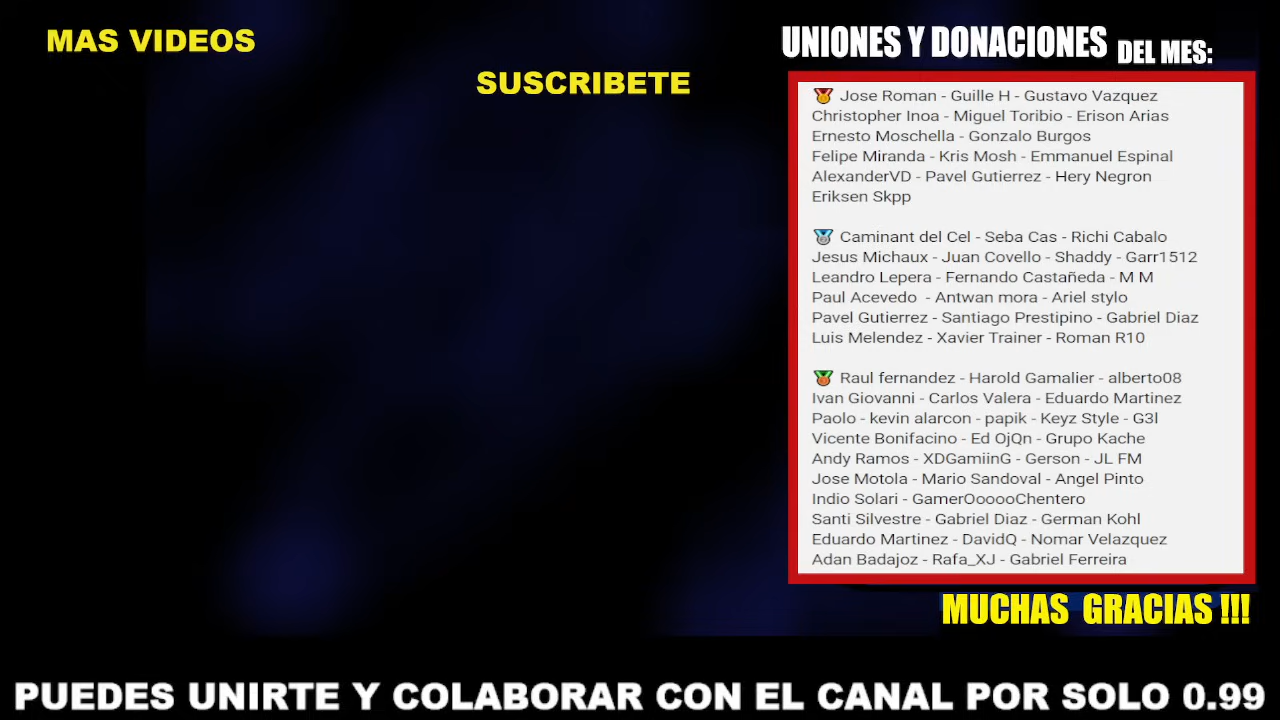 MAS VIDEOS
SUSCRIBETE
UNIONES Y DONACIONES DEL MES:
Jose Roman - Guille H - Gustavo Vazquez
Christopher Inoa - Miguel Toribio - Erison Arias
Ernesto Moschella - Gonzalo Burgos
Felipe Miranda - Kris Mosh - Emmanuel Espinal
AlexanderVD - Pavel Gutierrez - Hery Negron
Eriksen Skpp
Caminant del Cel - Seba Cas - Richi Cabalo
Jesus Michaux - Juan Covello - Shaddy - Garr1512
Leandro Lepera - Fernando Castañeda - M M
Paul Acevedo - Antwan mora - Ariel stylo
Pavel Gutierrez - Santiago Prestipino - Gabriel Diaz
Luis Melendez - Xavier Trainer - Roman R10
Raul fernandez - Harold Gamalier - alberto08
Ivan Giovanni - Carlos Valera - Eduardo Martinez
Paolo - kevin alarcon - papik - Keyz Style - G3l
Vicente Bonifacino - Ed OjQn - Grupo Kache
Andy Ramos - XDGamiinG - Gerson - JL FM
Jose Motola - Mario Sandoval - Angel Pinto
Indio Solari - GamerOooooChentero
Santi Silvestre - Gabriel Diaz - German Kohl
Eduardo Martinez - DavidQ - Nomar Velazquez
Adan Badajoz - Rafa_XJ - Gabriel Ferreira
MUCHAS GRACIAS !!!
PUEDES UNIRTE Y COLABORAR CON EL CANAL POR SOLO 0.99